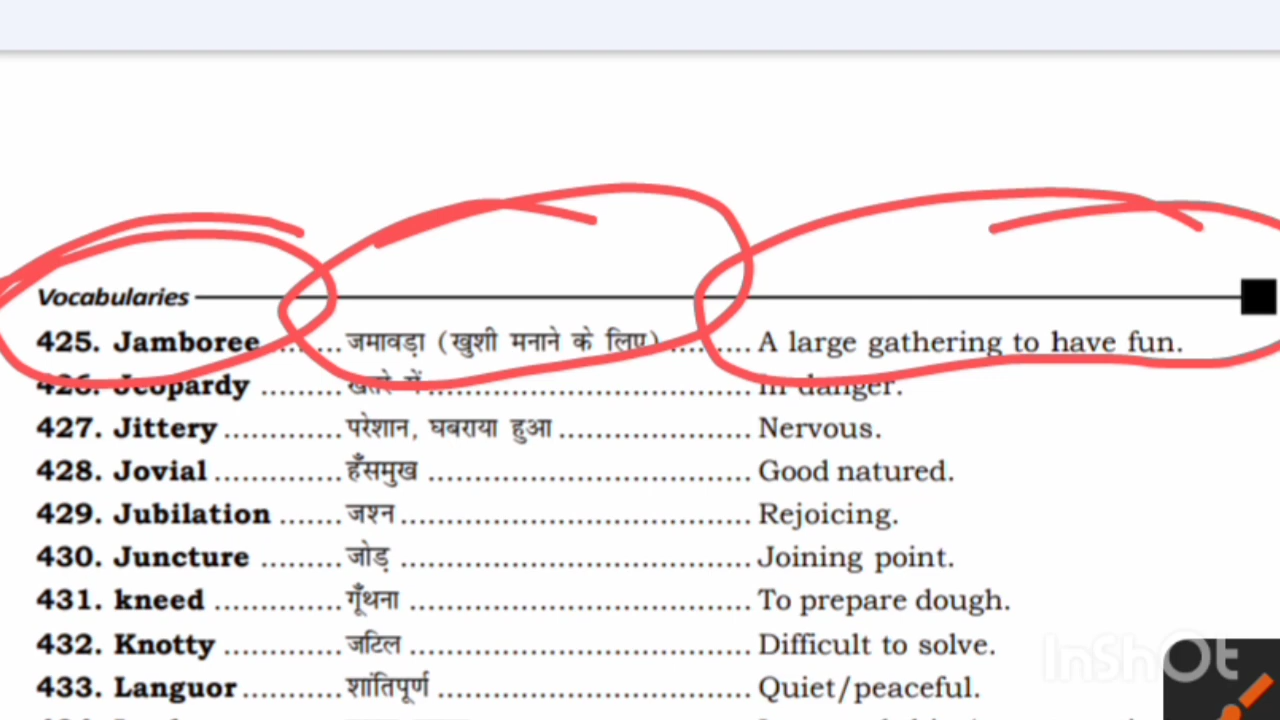 Vocabularies
425. Jamboree ......... जमावड़ा (खुशी मनाने के लिए) ........... A large gathering to have fun.
426. Jeopardy ......... खतरे में ......................................... In danger.
427. Jittery ............. परेशान, घबराया हुआ ........................ Nervous.
428. Jovial .............. हँसमुख ......................................... Good natured.
429. Jubilation ....... जश्न ............................................. Rejoicing.
430. Juncture ......... जोड़ ............................................. Joining point.
431. kneed .............. गूँथना ........................................... To prepare dough.
432. Knotty ............. जटिल ............................................ Difficult to solve.
433. Languor ........... शांतिपूर्ण ........................................ Quiet/peaceful.
InShOt